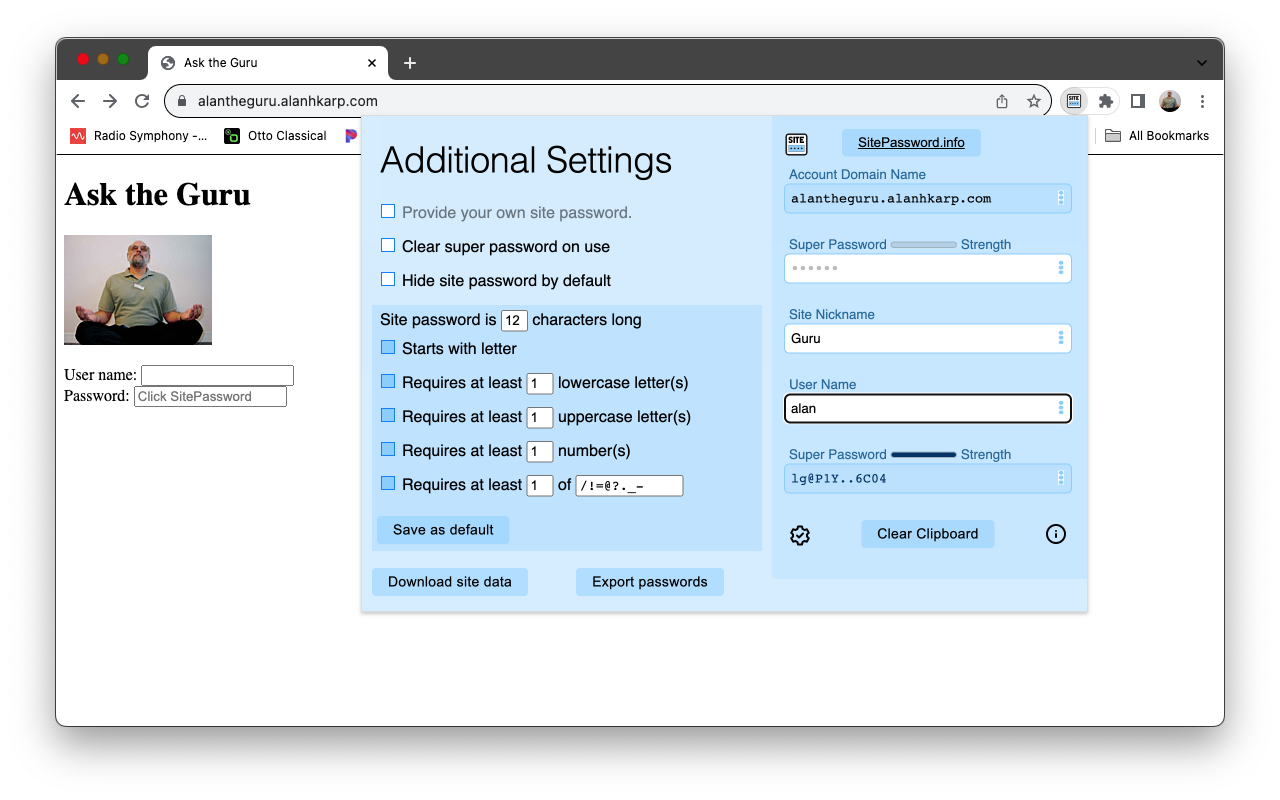 Ask the Guru
alantheguru.alanhkarp.com
Radio Symphony -...
Otto Classical
All Bookmarks
Ask the Guru
User name:
Password: Click SitePassword
Additional Settings
Provide your own site password.
Clear super password on use
Hide site password by default
Site password is 12 characters long
Starts with letter
Requires at least 1 lowercase letter(s)
Requires at least 1 uppercase letter(s)
Requires at least 1 number(s)
Requires at least 1 of /!=@?._-
Save as default
Download site data
Export passwords
SITE
SITE
SitePassword.info
Account Domain Name
alantheguru.alanhkarp.com
Super Password Strength
Site Nickname
Guru
User Name
alan
Super Password Strength
lg@P1Y..6C04
Clear Clipboard